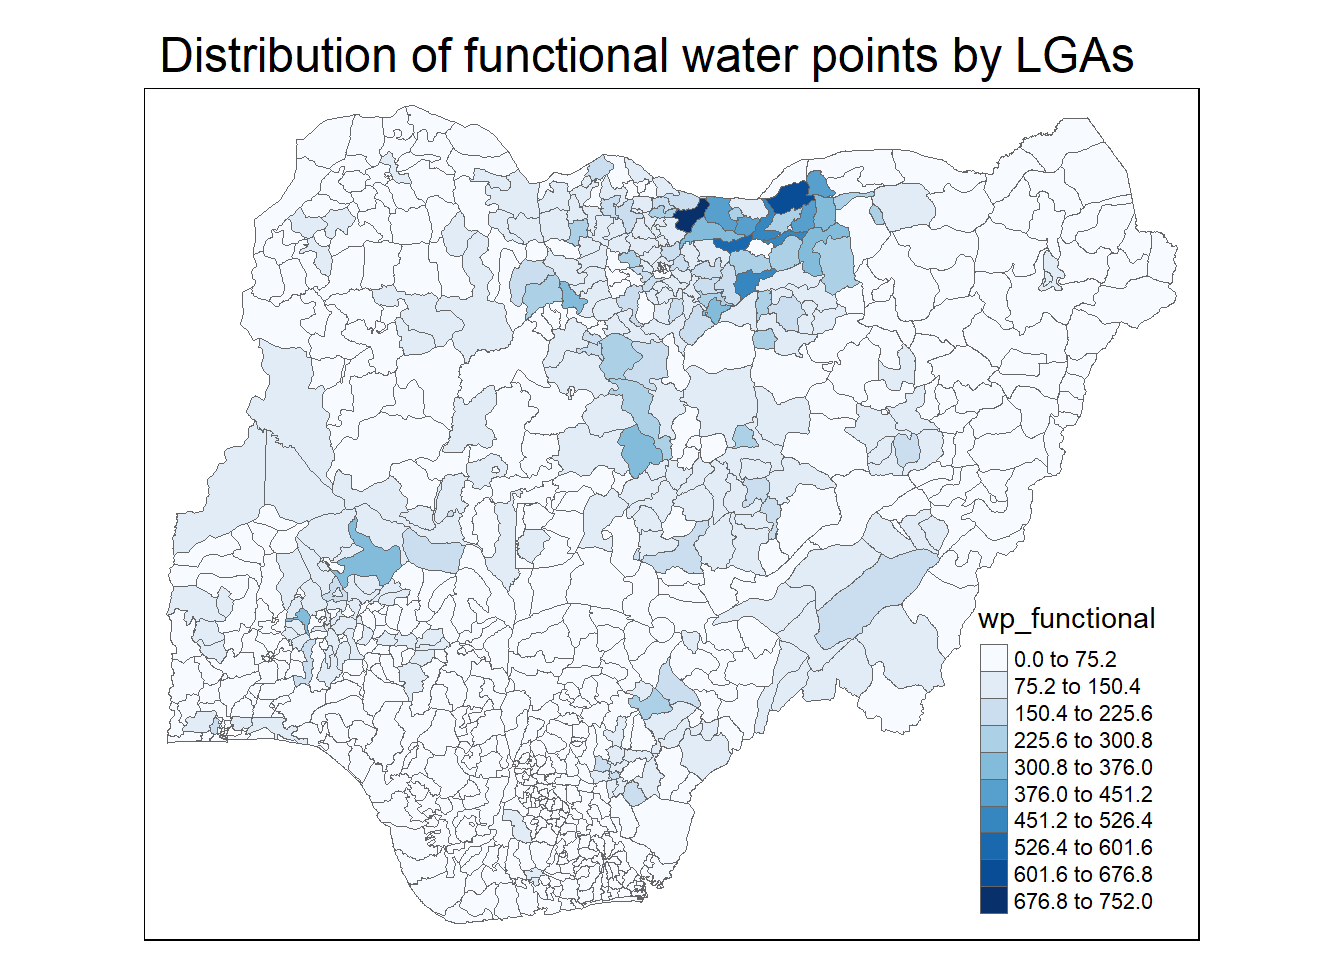 Distribution of functional water points by LGAs
wp_functional
0.0 to 75.2
75.2 to 150.4
150.4 to 225.6
225.6 to 300.8
300.8 to 376.0
376.0 to 451.2
451.2 to 526.4
526.4 to 601.6
601.6 to 676.8
676.8 to 752.0